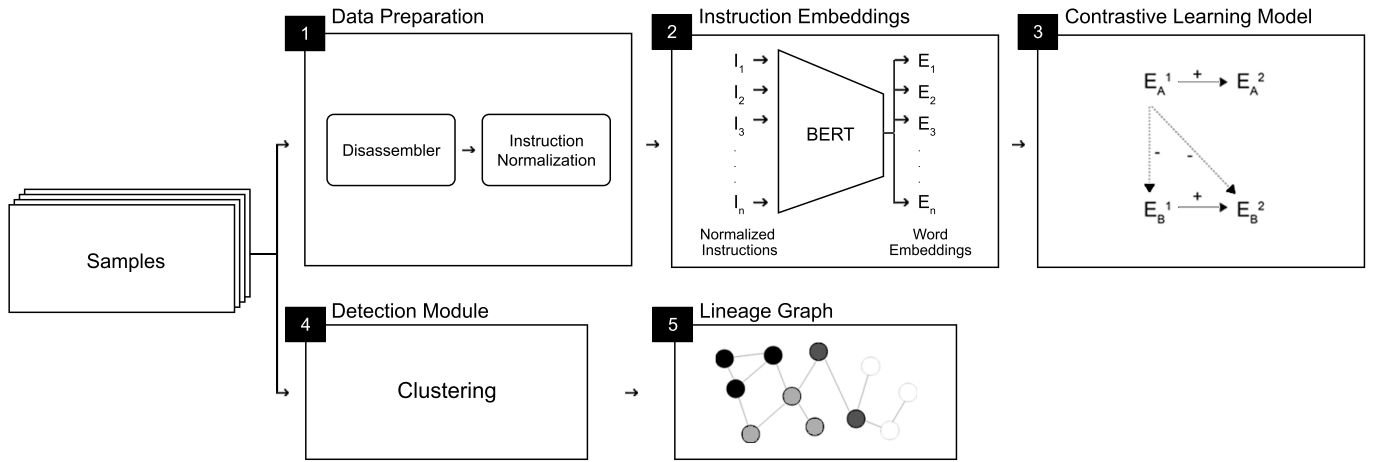 Data Preparation
1
Disassembler
Instruction
Normalization
Instruction Embeddings
2
I1
I2
I3
.
.
.
In
BERT
E1
E2
E3
.
.
.
En
Normalized
Instructions
Word
Embeddings
Contrastive Learning Model
3
EA1 + EA2
- -
EB1 + EB2
Samples
Detection Module
4
Clustering
Lineage Graph
5